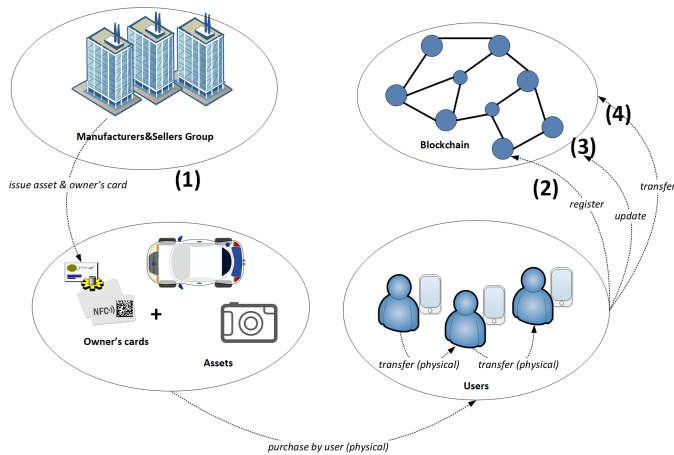 Manufacturers&Sellers Group
(1)
issue asset & owner's card
Blockchain
(2)
(3)
(4)
register
update
transfer
NFC
Owner's cards
+
Assets
transfer (physical)
transfer (physical)
Users
purchase by user (physical)